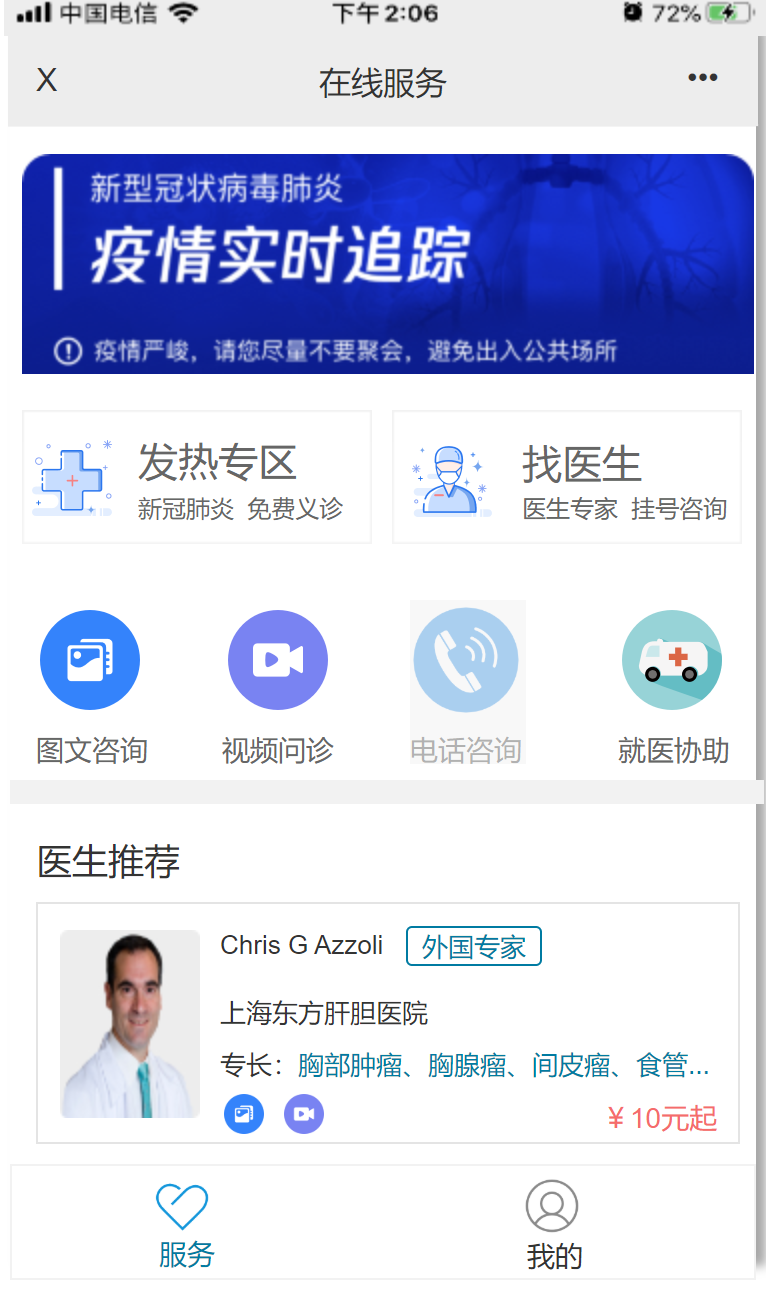 中国电信 下午2:06 72%
X 在线服务 •••
新型冠状病毒肺炎
疫情实时追踪
疫情严峻，请您尽量不要聚会，避免出入公共场所
发热专区
新冠肺炎 免费义诊
找医生
医生专家 挂号咨询
图文咨询 视频问诊 电话咨询 就医协助
医生推荐
Chris G Azzoli 外国专家
上海东方肝胆医院
专长：胸部肿瘤、胸腺瘤、间皮瘤、食管...
¥ 10元起
服务 我的